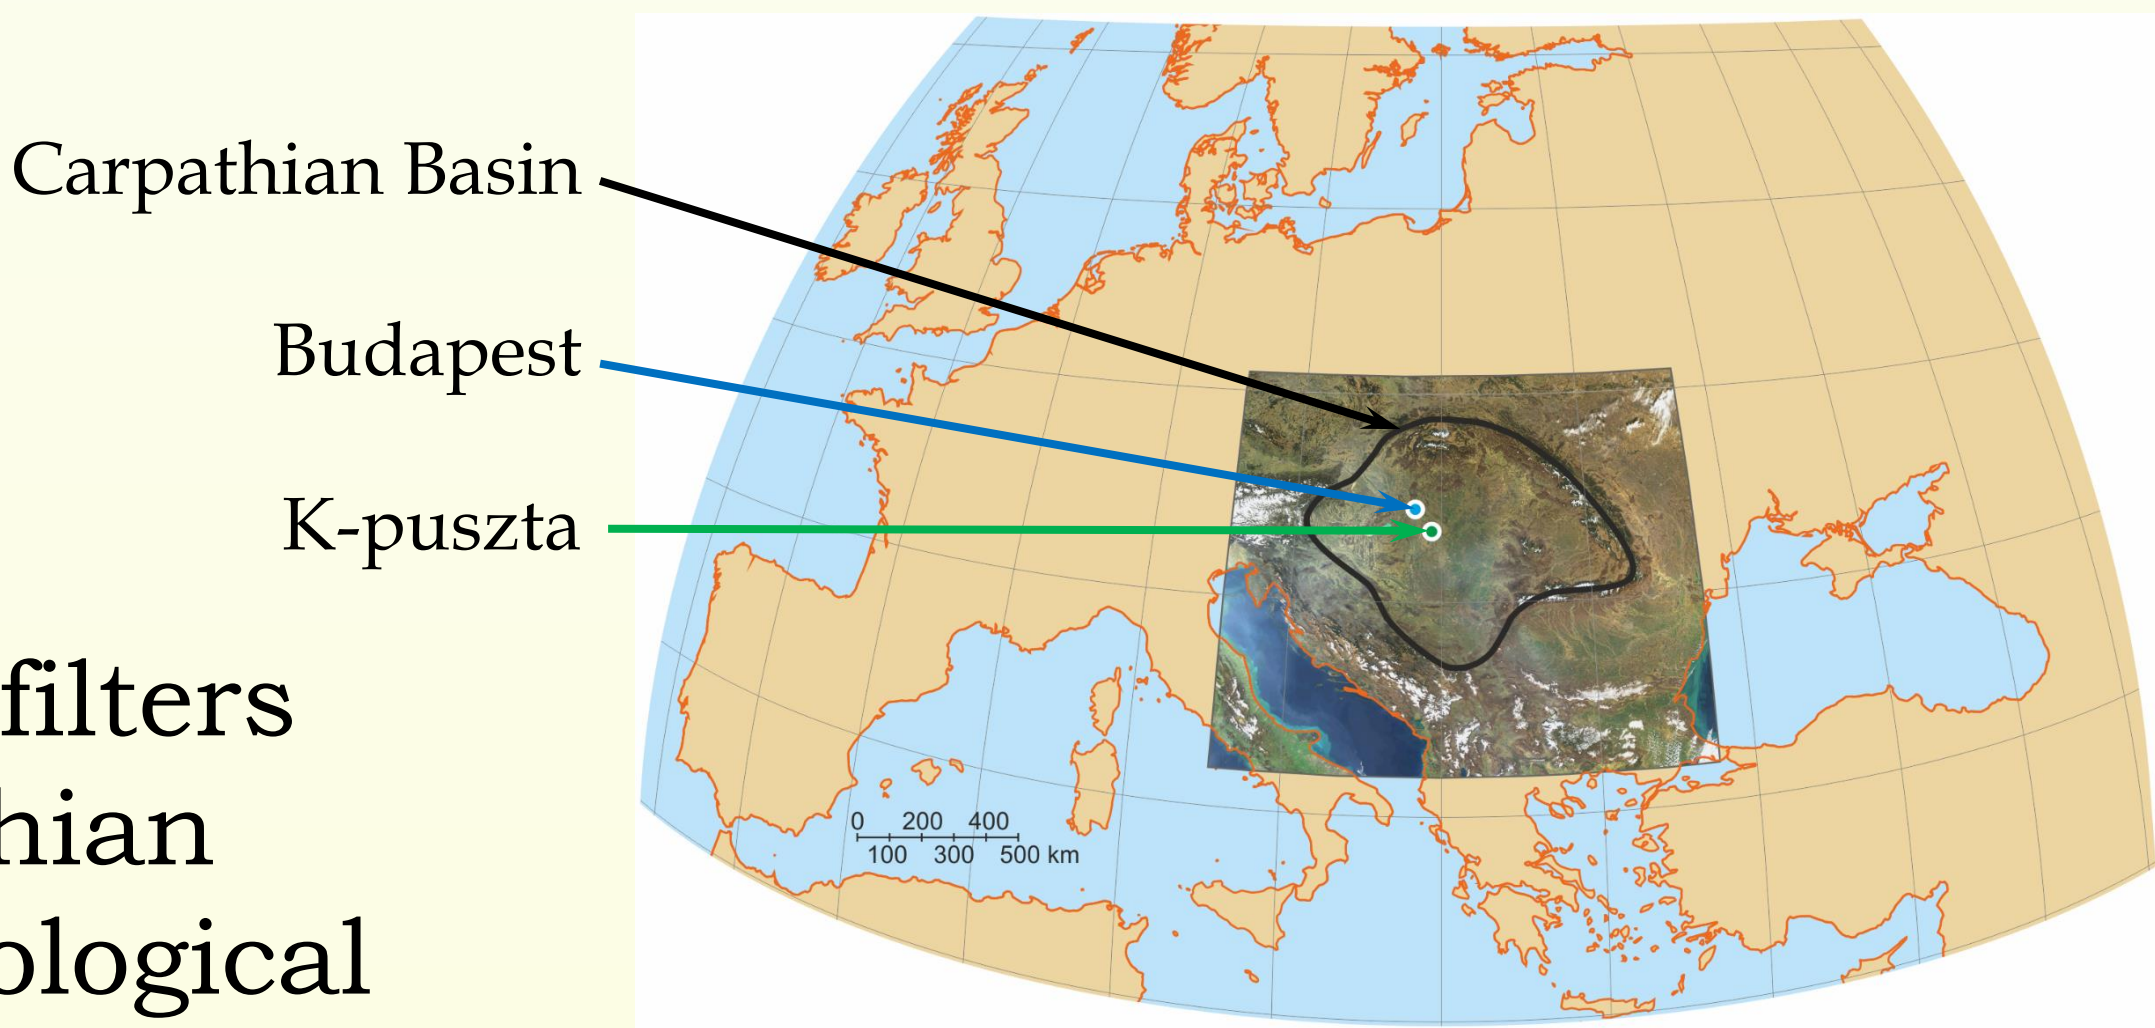 Carpathian Basin
Budapest
K-puszta
filters
hian
ological
0 200 400
100 300 500 km